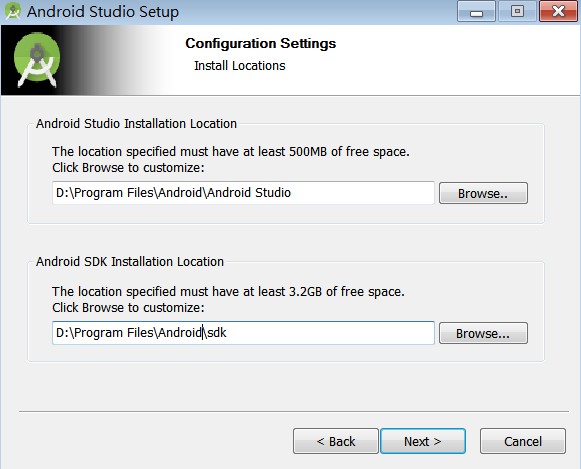 Android Studio Setup
Configuration Settings
Install Locations
Android Studio Installation Location
The location specified must have at least 500MB of free space.
Click Browse to customize:
D:\Program Files\Android\Android Studio
Browse..
Android SDK Installation Location
The location specified must have at least 3.2GB of free space.
Click Browse to customize:
D:\Program Files\Android\sdk
Browse...
< Back
Next >
Cancel